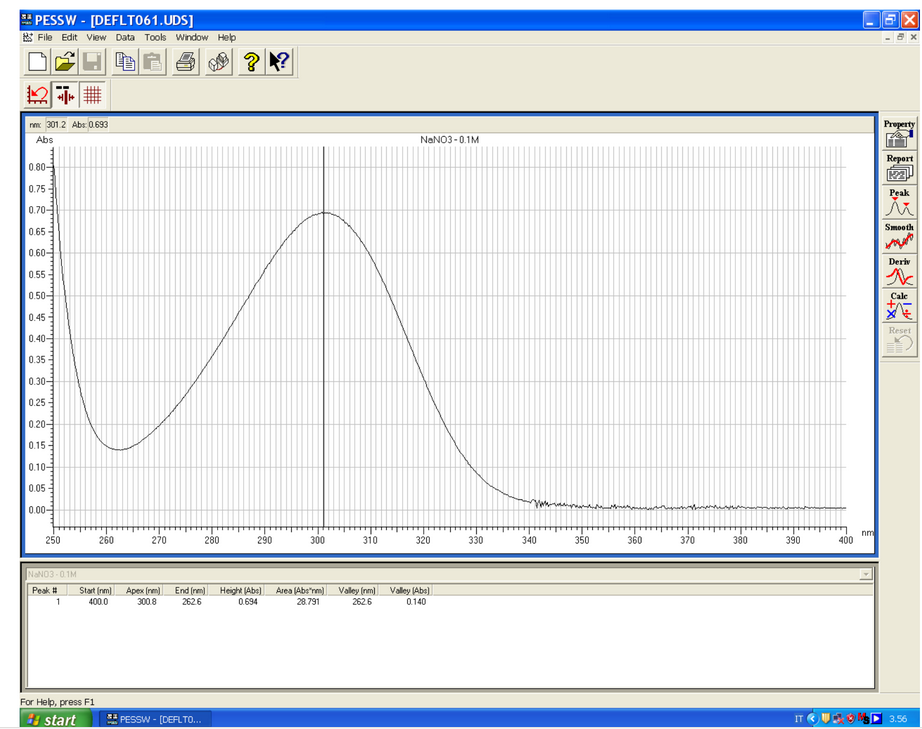 PESSW - [DEFLT061.UDS]
File Edit View Data Tools Window Help
nm: 301.2 Abs: 0.693
Abs
NaNO3 - 0.1M
0.80
0.75
0.70
0.65
0.60
0.55
0.50
0.45
0.40
0.35
0.30
0.25
0.20
0.15
0.10
0.05
0.00
250 260 270 280 290 300 310 320 330 340 350 360 370 380 390 400 nm
Property
Report
Peak
Smooth
Deriv
Calc
Reset
NaNO3 - 0.1M
Peak # Start (nm) Apex (nm) End (nm) Height (Abs) Area (Abs*nm) Valley (nm) Valley (Abs)
1 400.0 300.8 262.6 0.694 28.791 262.6 0.140
For Help, press F1
start PESSW - [DEFLT0... IT 3.56